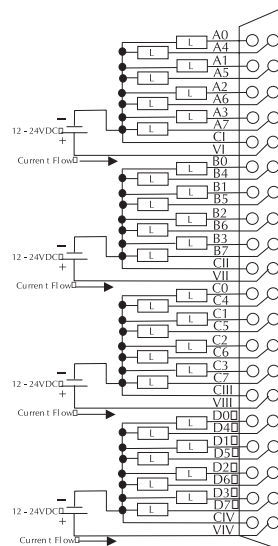 L A0
L A4
L A1
L A5
L A2
L A6
L A3
− L A7
12 - 24VDC CI
+ VI
Current Flow
L B0
L B4
L B1
L B5
L B2
L B6
L B3
− L B7
12 - 24VDC CII
+ VII
Current Flow
L C0
L C4
L C1
L C5
L C2
L C6
L C3
− L C7
12 - 24VDC CIII
+ VIII
Current Flow
L D0
L D4
L D1
L D5
L D2
L D6
L D3
− L D7
12 - 24VDC CIV
+ VIV
Current Flow